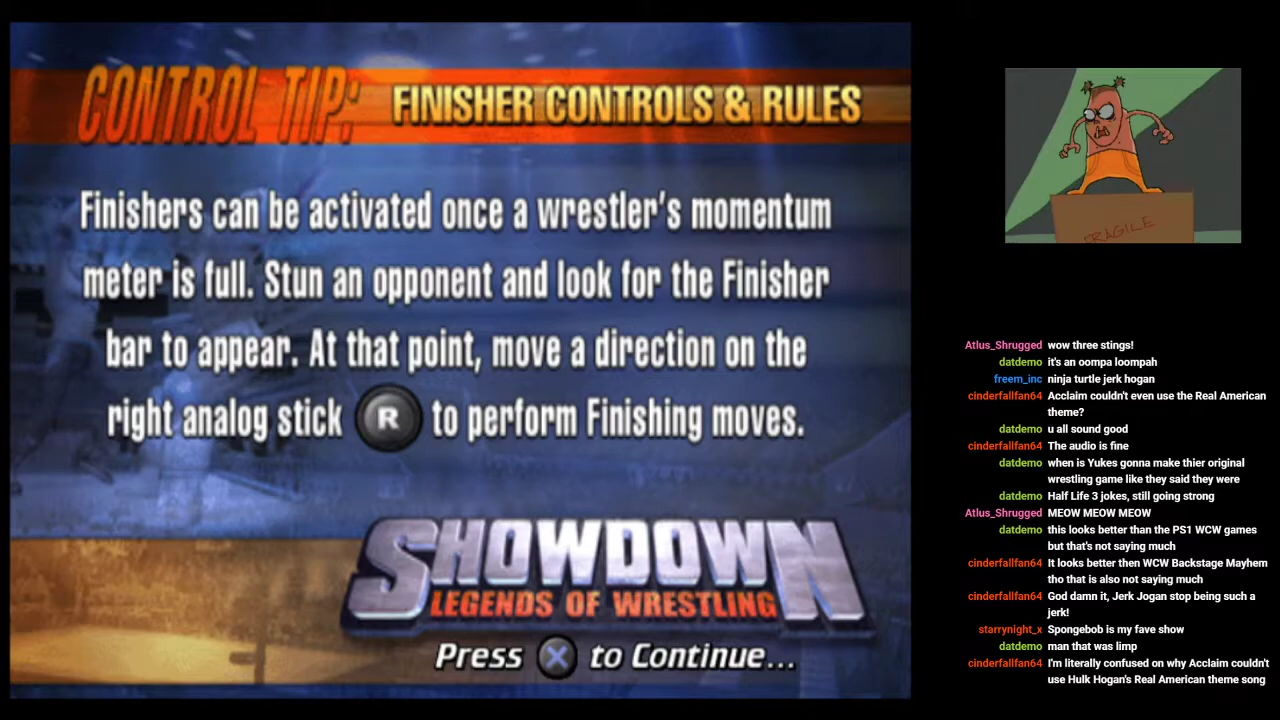 CONTROL TIP: FINISHER CONTROLS & RULES
Finishers can be activated once a wrestler's momentum
meter is full. Stun an opponent and look for the Finisher
bar to appear. At that point, move a direction on the
right analog stick R to perform Finishing moves.
SHOWDOWN
LEGENDS OF WRESTLING
Press X to Continue...
FRAGILE
Atlus_Shrugged wow three stings!
datdemo it's an oompa loompah
freem_inc ninja turtle jerk hogan
cinderfallfan64 Acclaim couldn't even use the Real American
theme?
datdemo u all sound good
cinderfallfan64 The audio is fine
datdemo when is Yukes gonna make thier original
wrestling game like they said they were
datdemo Half Life 3 jokes, still going strong
Atlus_Shrugged MEOW MEOW MEOW
datdemo this looks better than the PS1 WCW games
but that's not saying much
cinderfallfan64 It looks better then WCW Backstage Mayhem
tho that is also not saying much
cinderfallfan64 God damn it, Jerk Jogan stop being such a
jerk!
starrynight_x Spongebob is my fave show
datdemo man that was limp
cinderfallfan64 I'm literally confused on why Acclaim couldn't
use Hulk Hogan's Real American theme song